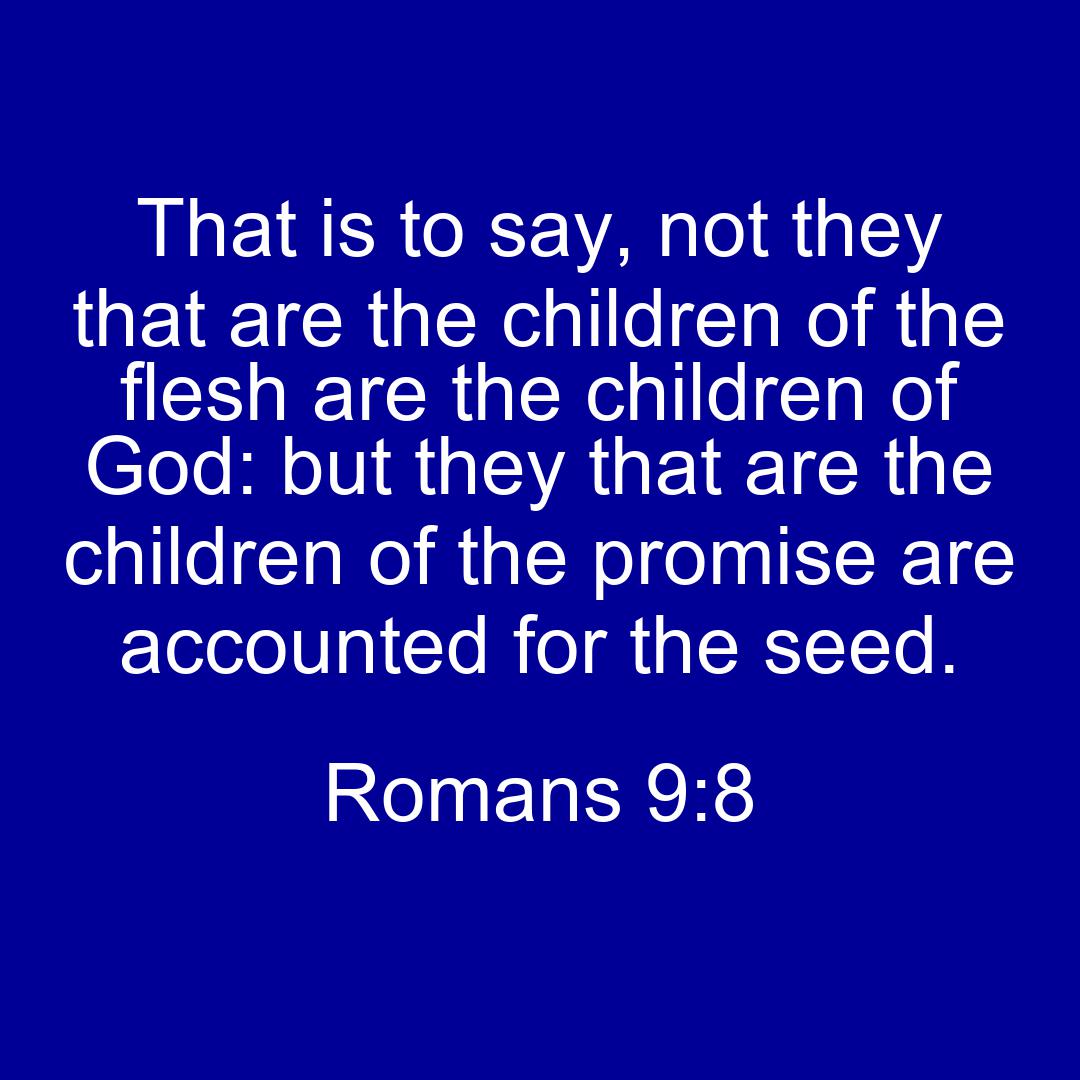 That is to say, not they
that are the children of the
flesh are the children of
God: but they that are the
children of the promise are
accounted for the seed.
Romans 9:8